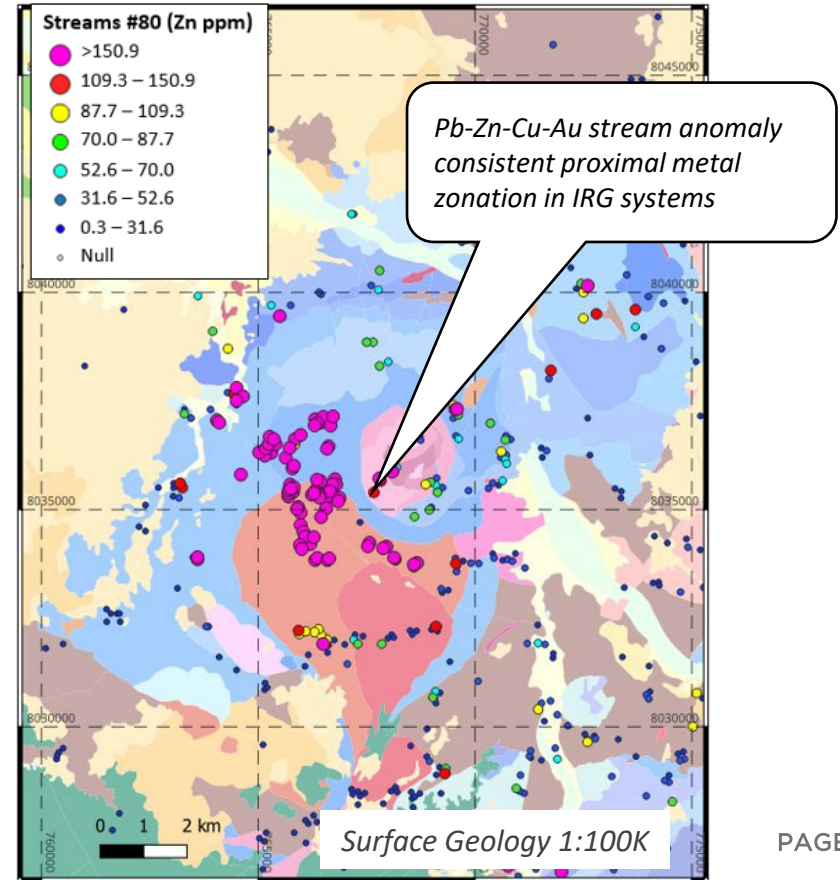 Streams #80 (Zn ppm)
>150.9
109.3 – 150.9
87.7 – 109.3
70.0 – 87.7
52.6 – 70.0
31.6 – 52.6
0.3 – 31.6
Null
770000
775000
8045000
Pb-Zn-Cu-Au stream anomaly
consistent proximal metal
zonation in IRG systems
8040000
8040000
8035000
8035000
8030000
8030000
0 1 2 km
760000
765000
Surface Geology 1:100K
775000
PAGE